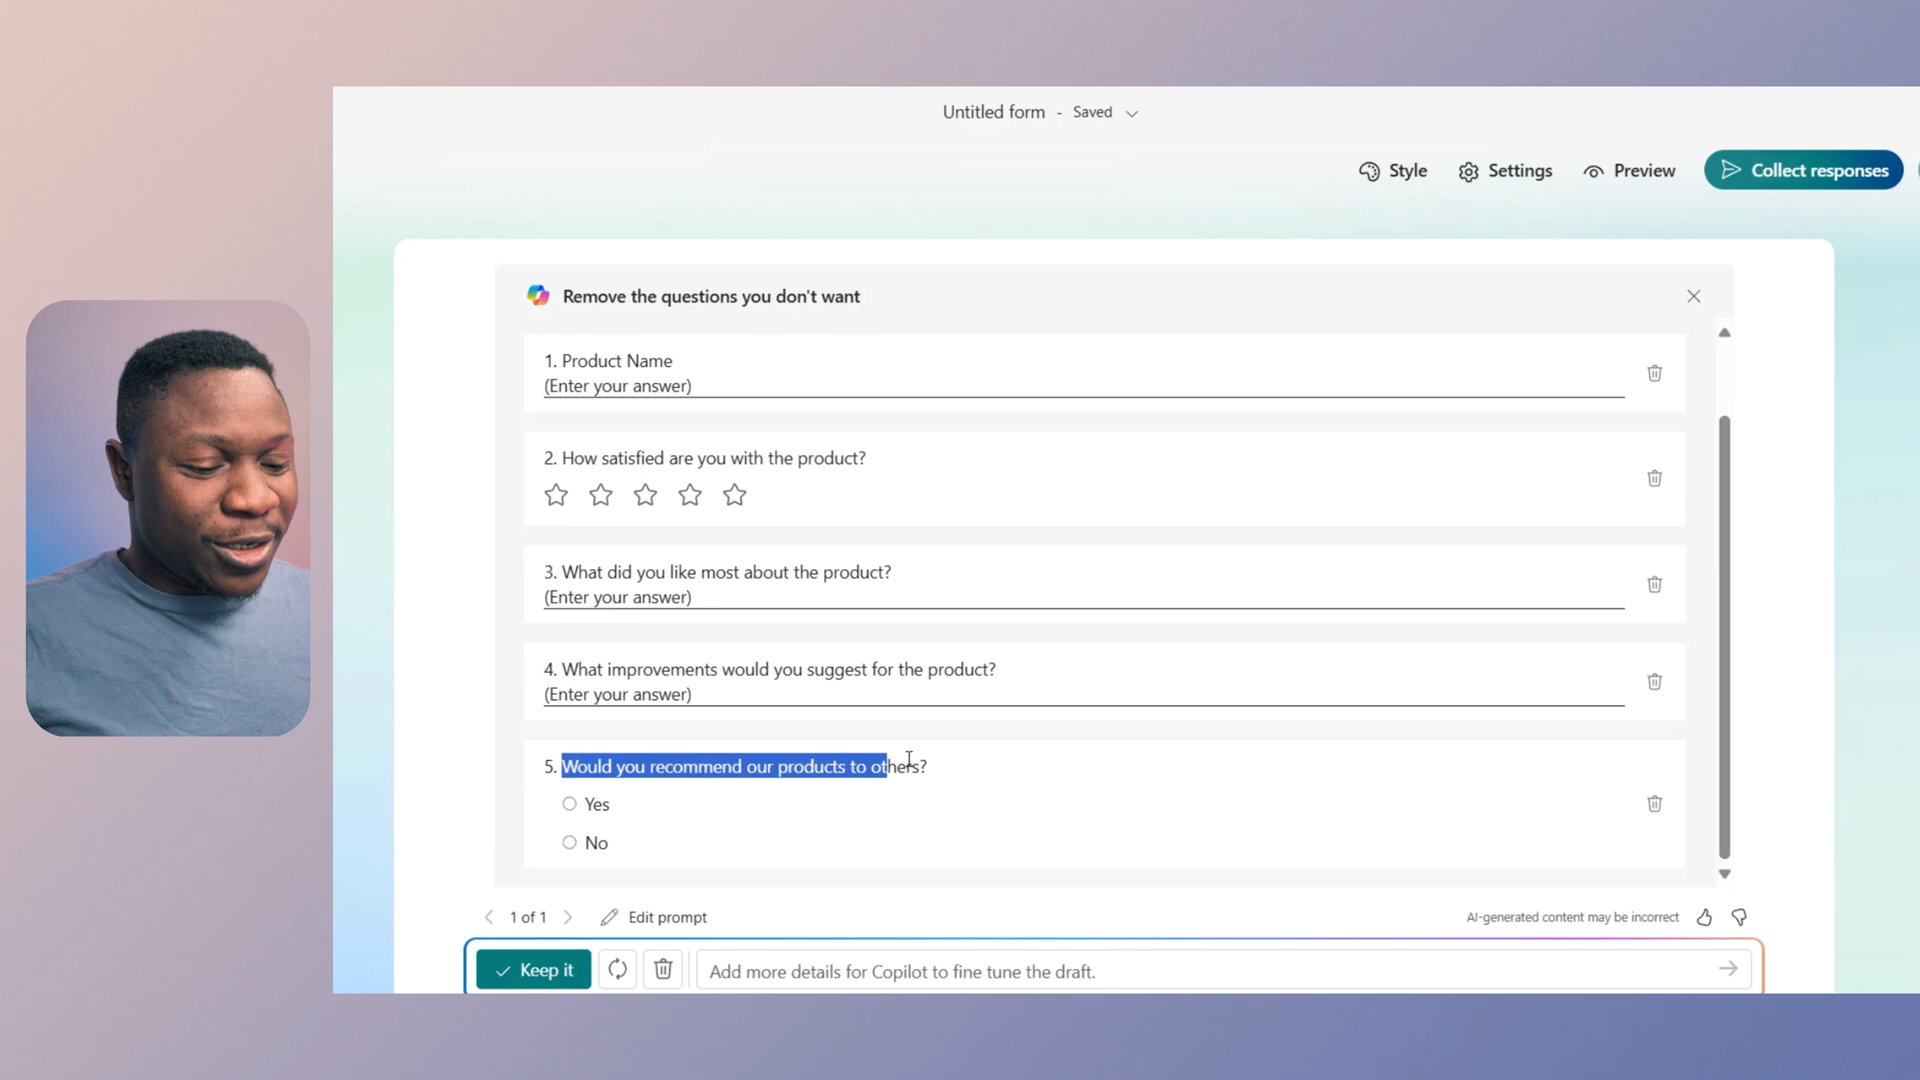 Untitled form - Saved
Style Settings Preview Collect responses
Remove the questions you don't want
1. Product Name
(Enter your answer)
2. How satisfied are you with the product?
3. What did you like most about the product?
(Enter your answer)
4. What improvements would you suggest for the product?
(Enter your answer)
5. Would you recommend our products to others?
Yes
No
1 of 1 Edit prompt AI-generated content may be incorrect
Keep it Add more details for Copilot to fine tune the draft.